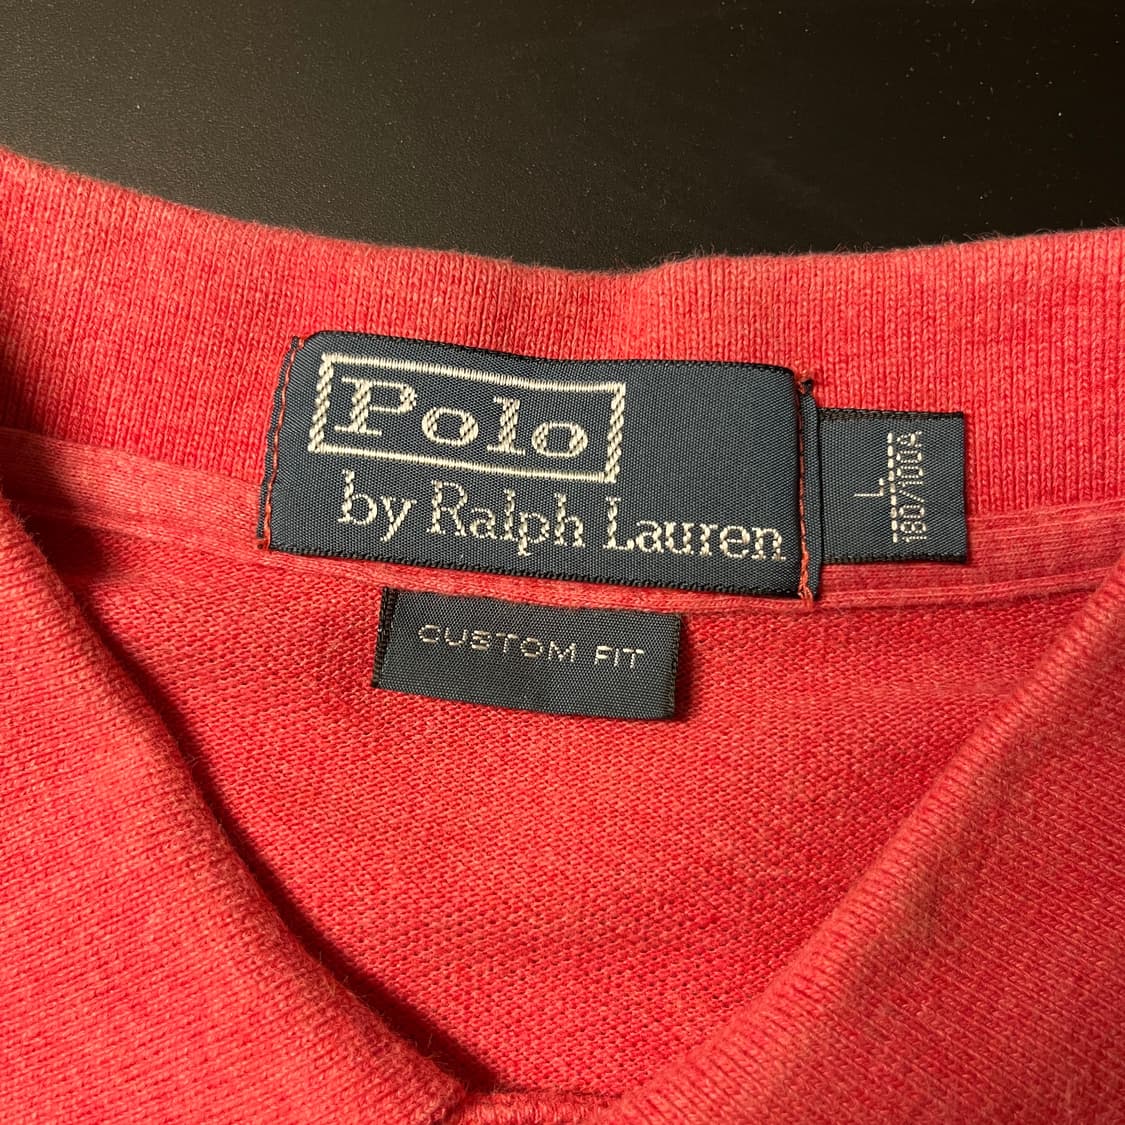 Polo
by Ralph Lauren
L
180/100A
CUSTOM FIT